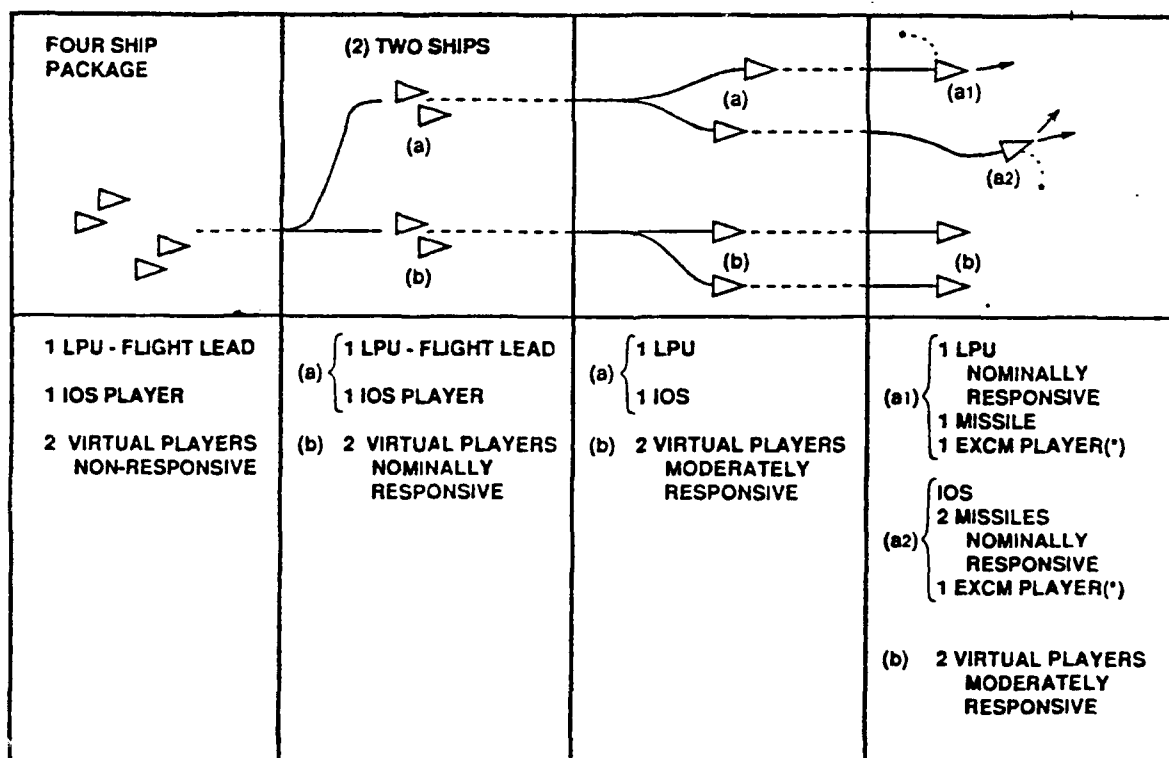 FOUR SHIP
PACKAGE
(2) TWO SHIPS
(a)
(b)
(a)
(b)
(a1)
(a2)
(b)
1 LPU - FLIGHT LEAD
1 IOS PLAYER
2 VIRTUAL PLAYERS
NON-RESPONSIVE
(a)
1 LPU - FLIGHT LEAD
1 IOS PLAYER
(b) 2 VIRTUAL PLAYERS
NOMINALLY
RESPONSIVE
(a)
1 LPU
1 IOS
(b) 2 VIRTUAL PLAYERS
MODERATELY
RESPONSIVE
(a1)
1 LPU
NOMINALLY
RESPONSIVE
1 MISSILE
1 EXCM PLAYER(*)
(a2)
IOS
2 MISSILES
NOMINALLY
RESPONSIVE
1 EXCM PLAYER(*)
(b) 2 VIRTUAL PLAYERS
MODERATELY
RESPONSIVE